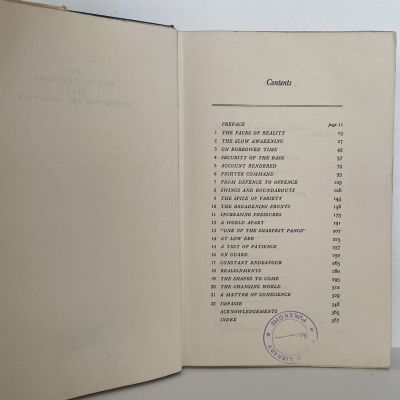 Contents
PREFACE page 11
1 THE FACES OF REALITY 13
2 THE SLOW AWAKENING 27
3 ON BORROWED TIME 45
4 SECURITY OF THE BASE 57
5 ACCOUNT RENDERED 75
6 FIGHTER COMMAND 93
7 FROM DEFENCE TO OFFENCE 109
8 SWINGS AND ROUNDABOUTS 126
9 THE SPICE OF VARIETY 143
10 THE BROADENING FRONTS 158
11 INCREASING PRESSURES 175
12 A WORLD APART 191
13 "ONE OF THE SHARPEST PANGS" 207
14 AT LOW EBB 223
15 A TEST OF PATIENCE 237
16 ON GUARD 250
17 CONSTANT ENDEAVOUR 265
18 REALIGNMENTS 280
19 THE SHAPES TO COME 295
20 THE CHANGING WORLD 312
21 A MATTER OF CONSCIENCE 329
22 IMPASSE 348
ACKNOWLEDGEMENTS 365
INDEX 367
LIBRARY
PUKEKOHE